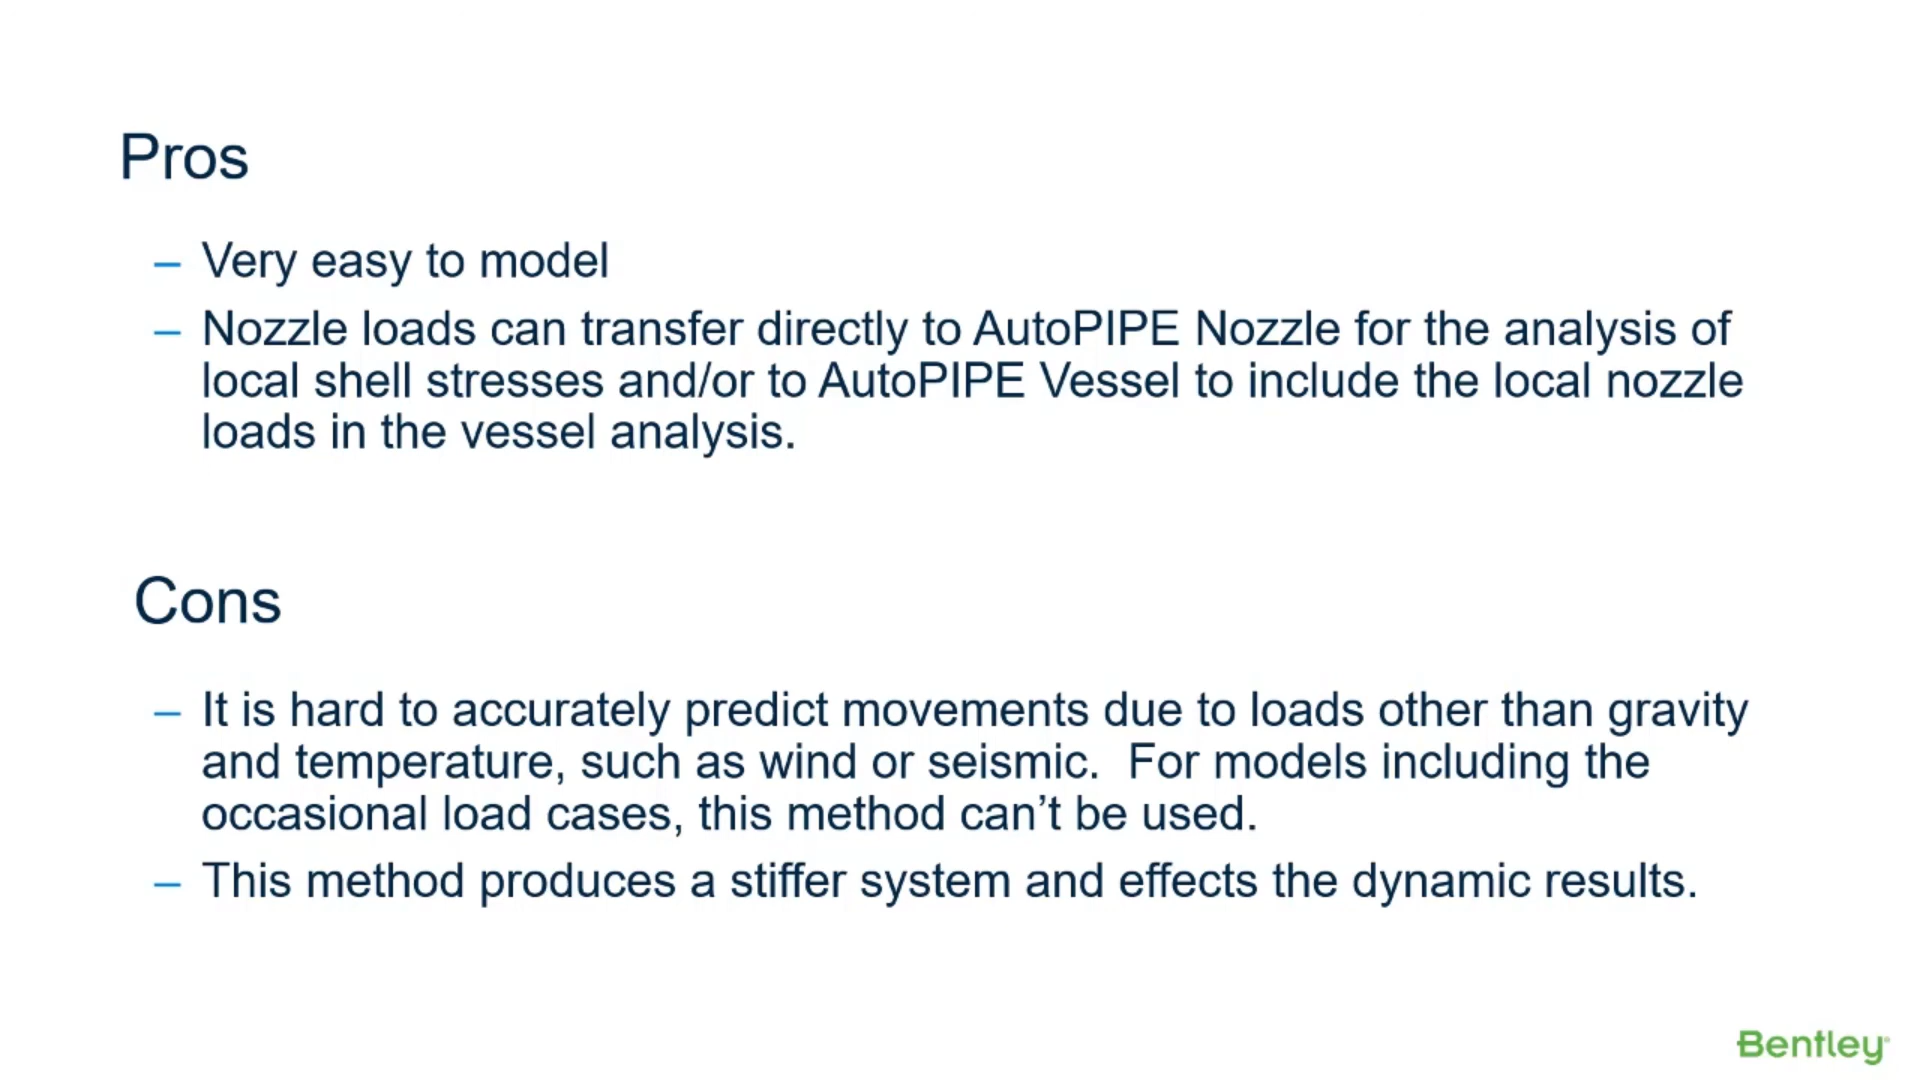 Pros
– Very easy to model
– Nozzle loads can transfer directly to AutoPIPE Nozzle for the analysis of
local shell stresses and/or to AutoPIPE Vessel to include the local nozzle
loads in the vessel analysis.
Cons
– It is hard to accurately predict movements due to loads other than gravity
and temperature, such as wind or seismic.  For models including the
occasional load cases, this method can’t be used.
– This method produces a stiffer system and effects the dynamic results.
Bentley